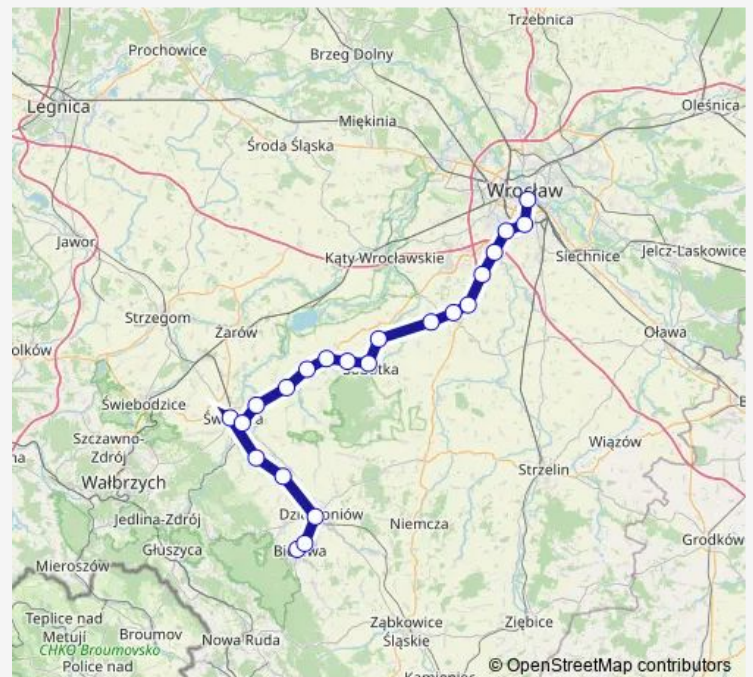 Trzebnica
Prochowice
Brzeg Dolny
Legnica
Oleśnica
Miękinia
Środa Śląska
Wrocław
Jawor
Kąty Wrocławskie
Siechnice
Jelcz-Laskowice
Strzegom
Żarów
Oława
olków
Świebodzice
Szczawno-
Zdrój
Wiązów
Wałbrzych
Strzelin
Jedlina-Zdrój
Niemcza
Głuszyca
Grodków
Mieroszów
Teplice nad
Metují
Broumov
CHKO Broumovsko
Police nad
Nowa Ruda
Ząbkowice
Śląskie
Ziębice
Kamieniec
© OpenStreetMap contributors